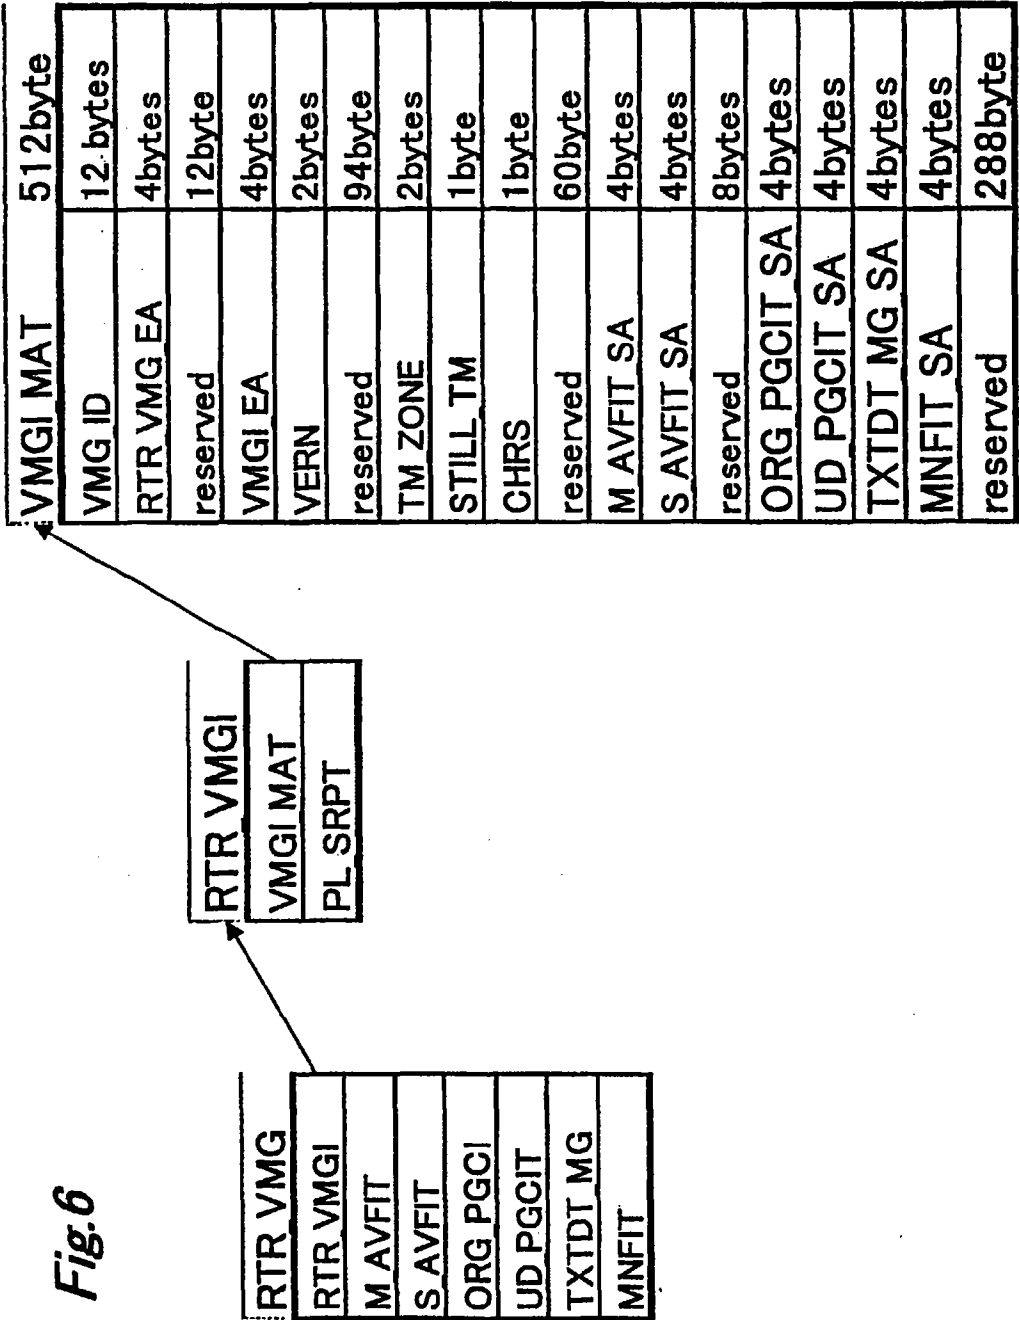 Fig.6
RTR VMG
RTR VMGI
M AVFIT
S AVFIT
ORG PGCI
UD PGCIT
TXTDT MG
MNFIT
RTR VMGI
VMGI MAT
PL SRPT
VMGI MAT 512byte
VMG ID 12 bytes
RTR VMG EA 4bytes
reserved 12byte
VMGI EA 4bytes
VERN 2bytes
reserved 94byte
TM ZONE 2bytes
STILL TM 1byte
CHRS 1byte
reserved 60byte
M AVFIT SA 4bytes
S AVFIT SA 4bytes
reserved 8bytes
ORG PGCIT SA 4bytes
UD PGCIT SA 4bytes
TXTDT MG SA 4bytes
MNFIT SA 4bytes
reserved 288byte